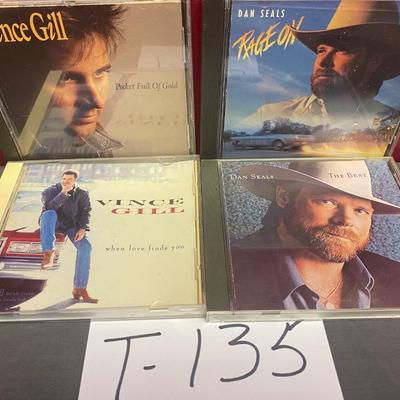 nce Gill
Pocket Full Of Gold
DAN SEALS
RAGE ON
VINCE
GILL
when love finds you
DAN SEALS THE BEST
T-135